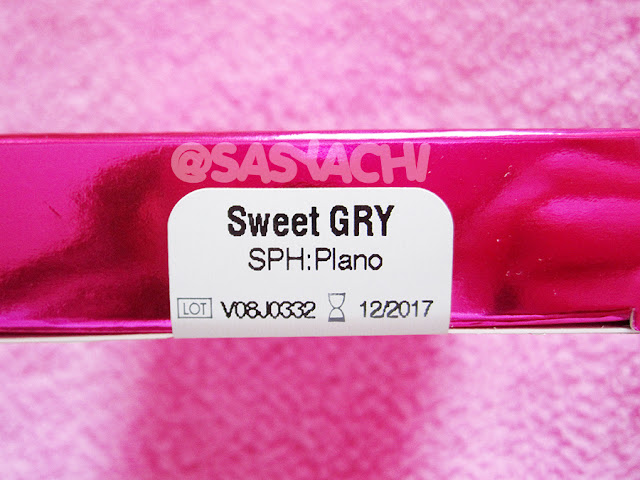 @SASYACHI
Sweet GRY
SPH:Plano
LOT V08J0332 12/2017